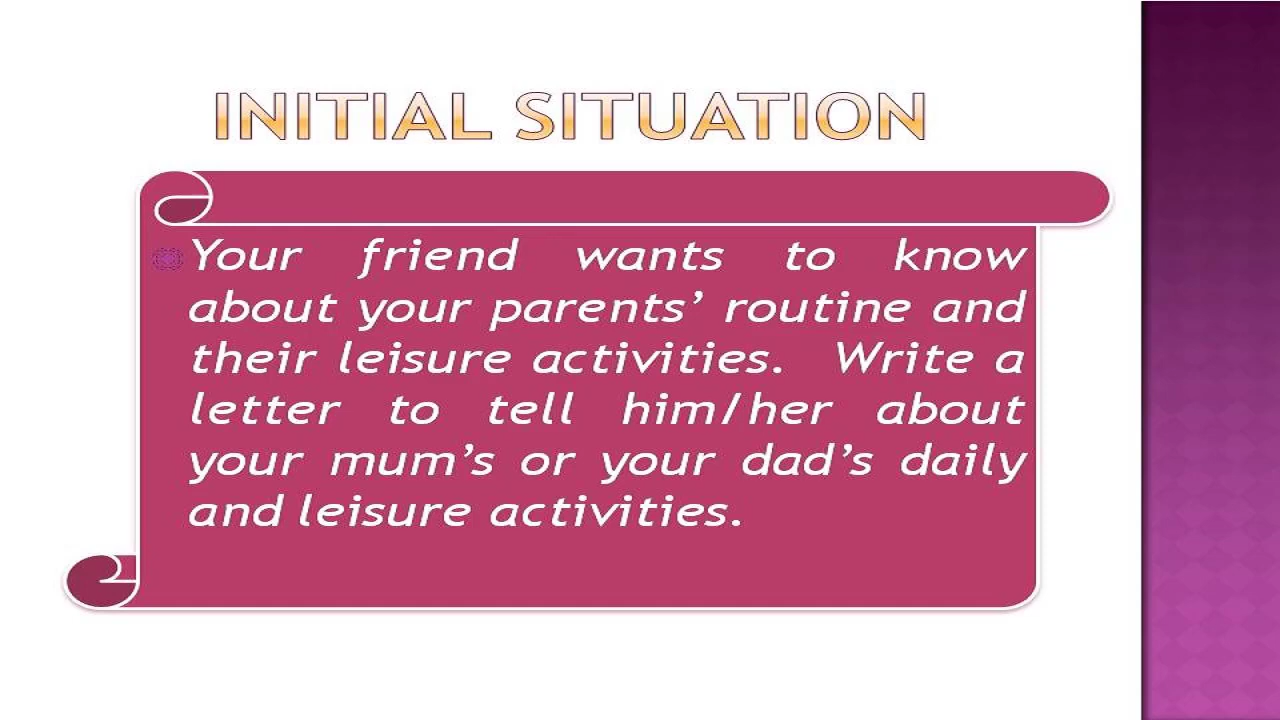 INITIAL SITUATION
Your friend wants to know
about your parents’ routine and
their leisure activities. Write a
letter to tell him/her about
your mum’s or your dad’s daily
and leisure activities.